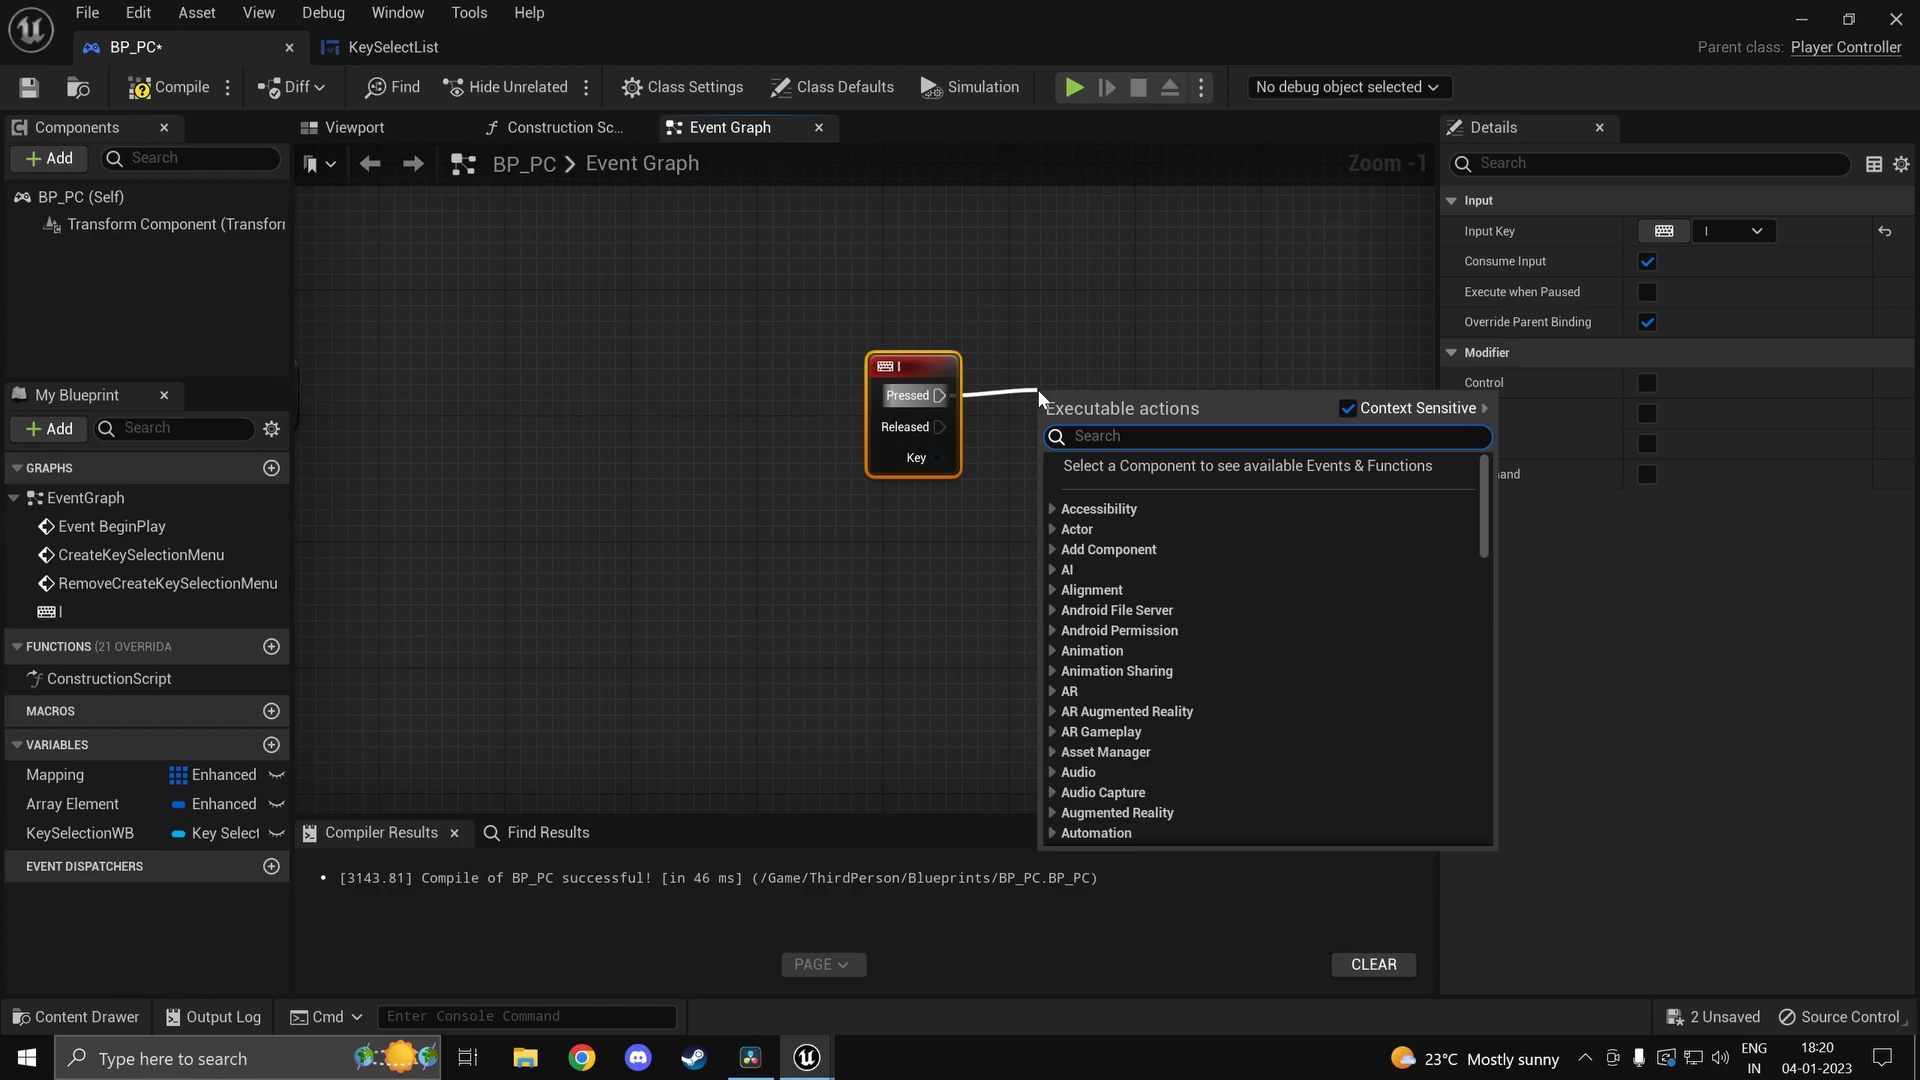 File Edit Asset View Debug Window Tools Help
BP_PC* KeySelectList
Parent class: Player Controller
Compile Diff Find Hide Unrelated Class Settings Class Defaults Simulation No debug object selected
Components Viewport Construction Sc... Event Graph Details
Add Search BP_PC > Event Graph Zoom -1 Search
BP_PC (Self)
Transform Component (Transfor
Input
Input Key I
Consume Input
Execute when Paused
Override Parent Binding
Modifier
Control
and
I
Pressed
Released
Key
Executable actions Context Sensitive
Search
Select a Component to see available Events & Functions
Accessibility
Actor
Add Component
AI
Alignment
Android File Server
Android Permission
Animation
Animation Sharing
AR
AR Augmented Reality
AR Gameplay
Asset Manager
Audio
Audio Capture
Augmented Reality
Automation
My Blueprint
Add Search
GRAPHS
EventGraph
Event BeginPlay
CreateKeySelectionMenu
RemoveCreateKeySelectionMenu
I
FUNCTIONS (21 OVERRIDA
ConstructionScript
MACROS
VARIABLES
Mapping Enhanced
Array Element Enhanced
KeySelectionWB Key Select
EVENT DISPATCHERS
Compiler Results Find Results
• [3143.81] Compile of BP_PC successful! [in 46 ms] (/Game/ThirdPerson/Blueprints/BP_PC.BP_PC)
PAGE CLEAR
Content Drawer Output Log Cmd Enter Console Command 2 Unsaved Source Control
Type here to search 23°C Mostly sunny ENG IN 18:20 04-01-2023